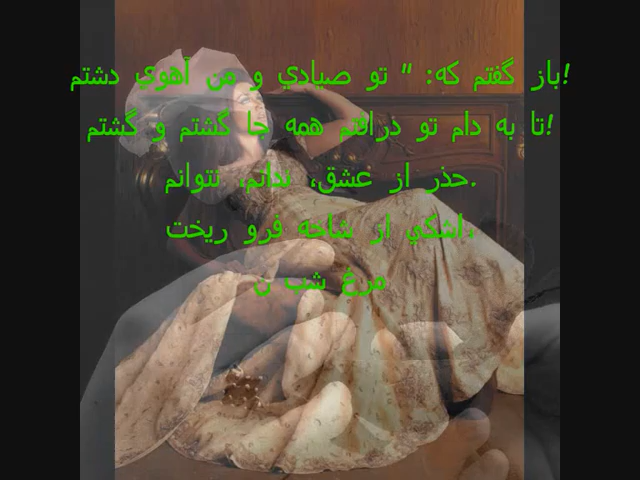 باز گفتم که: " تو صيادي و من آهوي دشتم!
تا به دام تو درافتم همه جا گشتم و گشتم!
حذر از عشق، ندانم، نتوانم.
اشکي از شاخه فرو ريخت،
مرغ شب ن